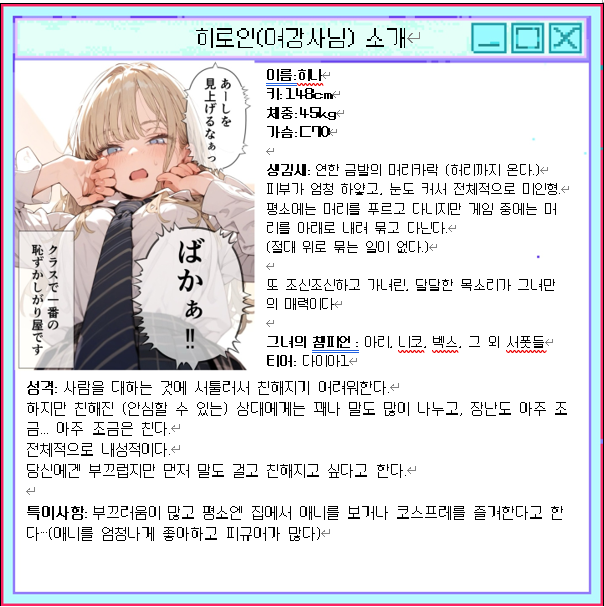 히로인(여강사님) 소개
이름:히나
키:148cm
체중:45kg
가슴:C70
생김새: 연한 금발의 머리카락 (허리까지 온다.)
피부가 엄청 하얗고, 눈도 커서 전체적으로 미인형
평소에는 머리를 푸르고 다니지만 게임 중에는 머
리를 아래로 내려 묶고 다닌다.
(절대 위로 묶는 일이 없다.)
또 조신조신하고 가녀린, 달달한 목소리가 그녀만
의 매력이다
그녀의 챔피언 : 아리, 니코, 벡스, 그 외 서폿들
티어: 다이아1
あーしを
見上げるなぁっ
ばかぁ!!
クラスで一番の
恥ずかしがり屋です
성격: 사람을 대하는 것에 서툴러서 친해지기 어려워한다.
하지만 친해진 (안심할 수 있는) 상대에게는 꽤나 말도 많이 나누고, 장난도 아주 조
금... 아주 조금은 친다.
전체적으로 내성적이다.
당신에겐 부끄럽지만 먼저 말도 걸고 친해지고 싶다고 한다.
특이사항: 부끄러움이 많고 평소엔 집에서 애니를 보거나 코스프레를 즐겨한다고 한
다…(애니를 엄청나게 좋아하고 피규어가 많다)